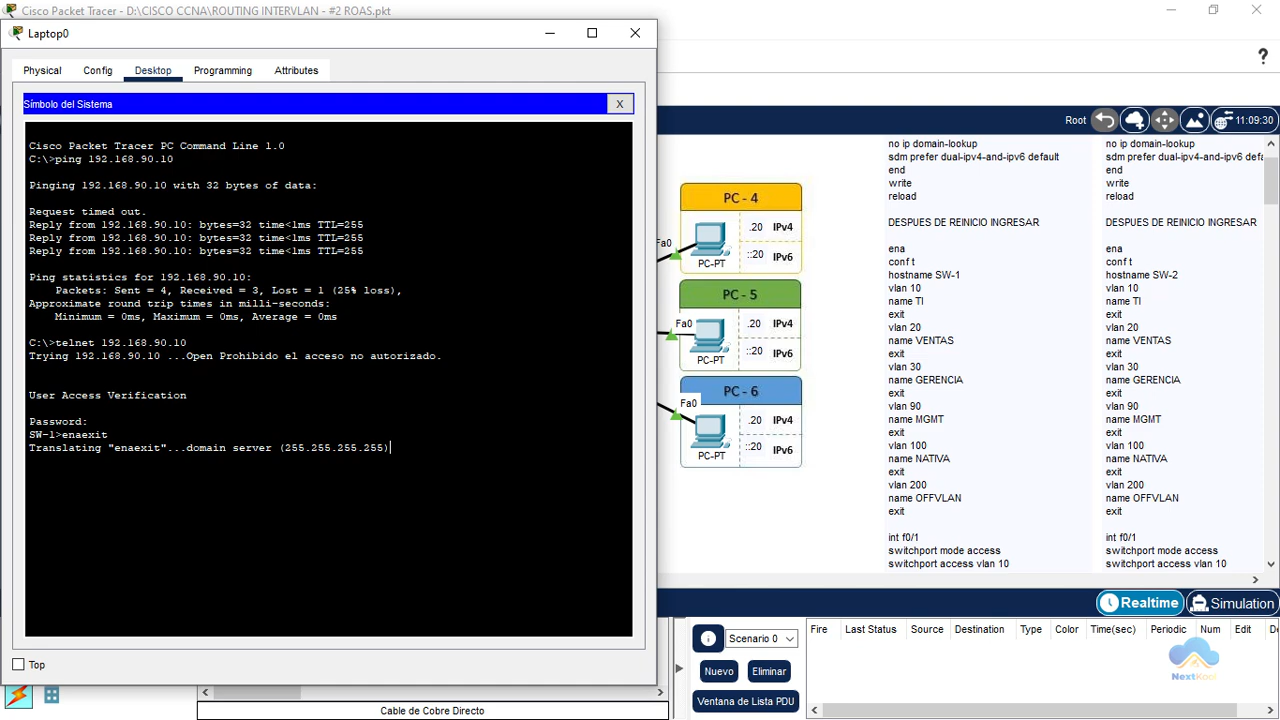 Cisco Packet Tracer - D:\CISCO CCNA\ROUTING INTERVLAN - #2 ROAS.pkt
Laptop0
Physical
Config
Desktop
Programming
Attributes
Símbolo del Sistema
X
Cisco Packet Tracer PC Command Line 1.0
C:\>ping 192.168.90.10
Pinging 192.168.90.10 with 32 bytes of data:
Request timed out.
Reply from 192.168.90.10: bytes=32 time<1ms TTL=255
Reply from 192.168.90.10: bytes=32 time<1ms TTL=255
Reply from 192.168.90.10: bytes=32 time<1ms TTL=255
Ping statistics for 192.168.90.10:
Packets: Sent = 4, Received = 3, Lost = 1 (25% loss),
Approximate round trip times in milli-seconds:
Minimum = 0ms, Maximum = 0ms, Average = 0ms
C:\>telnet 192.168.90.10
Trying 192.168.90.10 ...Open Prohibido el acceso no autorizado.
User Access Verification
Password:
SW-1>enaexit
Translating "enaexit"...domain server (255.255.255.255)
Top
?
Root
11:09:30
PC - 4
Fa0
.20 IPv4
::20 IPv6
PC-PT
PC - 5
Fa0
.20 IPv4
::20 IPv6
PC-PT
PC - 6
Fa0
.20 IPv4
::20 IPv6
PC-PT
no ip domain-lookup
sdm prefer dual-ipv4-and-ipv6 default
end
write
reload
DESPUES DE REINICIO INGRESAR
ena
conf t
hostname SW-1
vlan 10
name TI
exit
vlan 20
name VENTAS
exit
vlan 30
name GERENCIA
exit
vlan 90
name MGMT
exit
vlan 100
name NATIVA
exit
vlan 200
name OFFVLAN
exit
int f0/1
switchport mode access
switchport access vlan 10
no ip domain-lookup
sdm prefer dual-ipv4-and-ipv6 defa
end
write
reload
DESPUES DE REINICIO INGRESAR
ena
conf t
hostname SW-2
vlan 10
name TI
exit
vlan 20
name VENTAS
exit
vlan 30
name GERENCIA
exit
vlan 90
name MGMT
exit
vlan 100
name NATIVA
exit
vlan 200
name OFFVLAN
exit
int f0/1
switchport mode access
switchport access vlan 10
Realtime
Simulation
Scenario 0
Nuevo
Eliminar
Ventana de Lista PDU
Fire Last Status Source Destination Type Color Time(sec) Periodic Num Edit De
Cable de Cobre Directo
NextKool